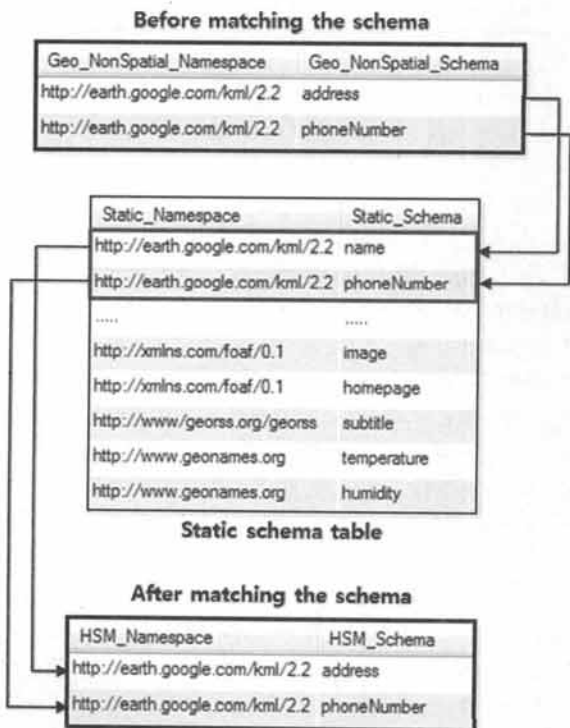 Before matching the schema
Geo_NonSpatial_Namespace Geo_NonSpatial_Schema
http://earth.google.com/kml/2.2 address
http://earth.google.com/kml/2.2 phoneNumber
Static_Namespace Static_Schema
http://earth.google.com/kml/2.2 name
http://earth.google.com/kml/2.2 phoneNumber
..... .....
http://xmlns.com/foaf/0.1 image
http://xmlns.com/foaf/0.1 homepage
http://www/georss.org/georss subtitle
http://www.geonames.org temperature
http://www.geonames.org humidity
Static schema table
After matching the schema
HSM_Namespace HSM_Schema
http://earth.google.com/kml/2.2 address
http://earth.google.com/kml/2.2 phoneNumber